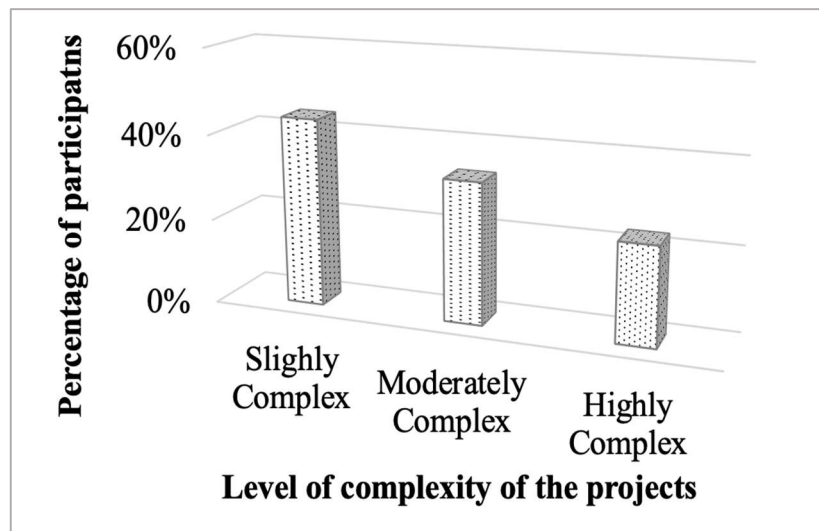 Percentage of participatns
60%
40%
20%
0%
Slighly
Complex
Moderately
Complex
Highly
Complex
Level of complexity of the projects